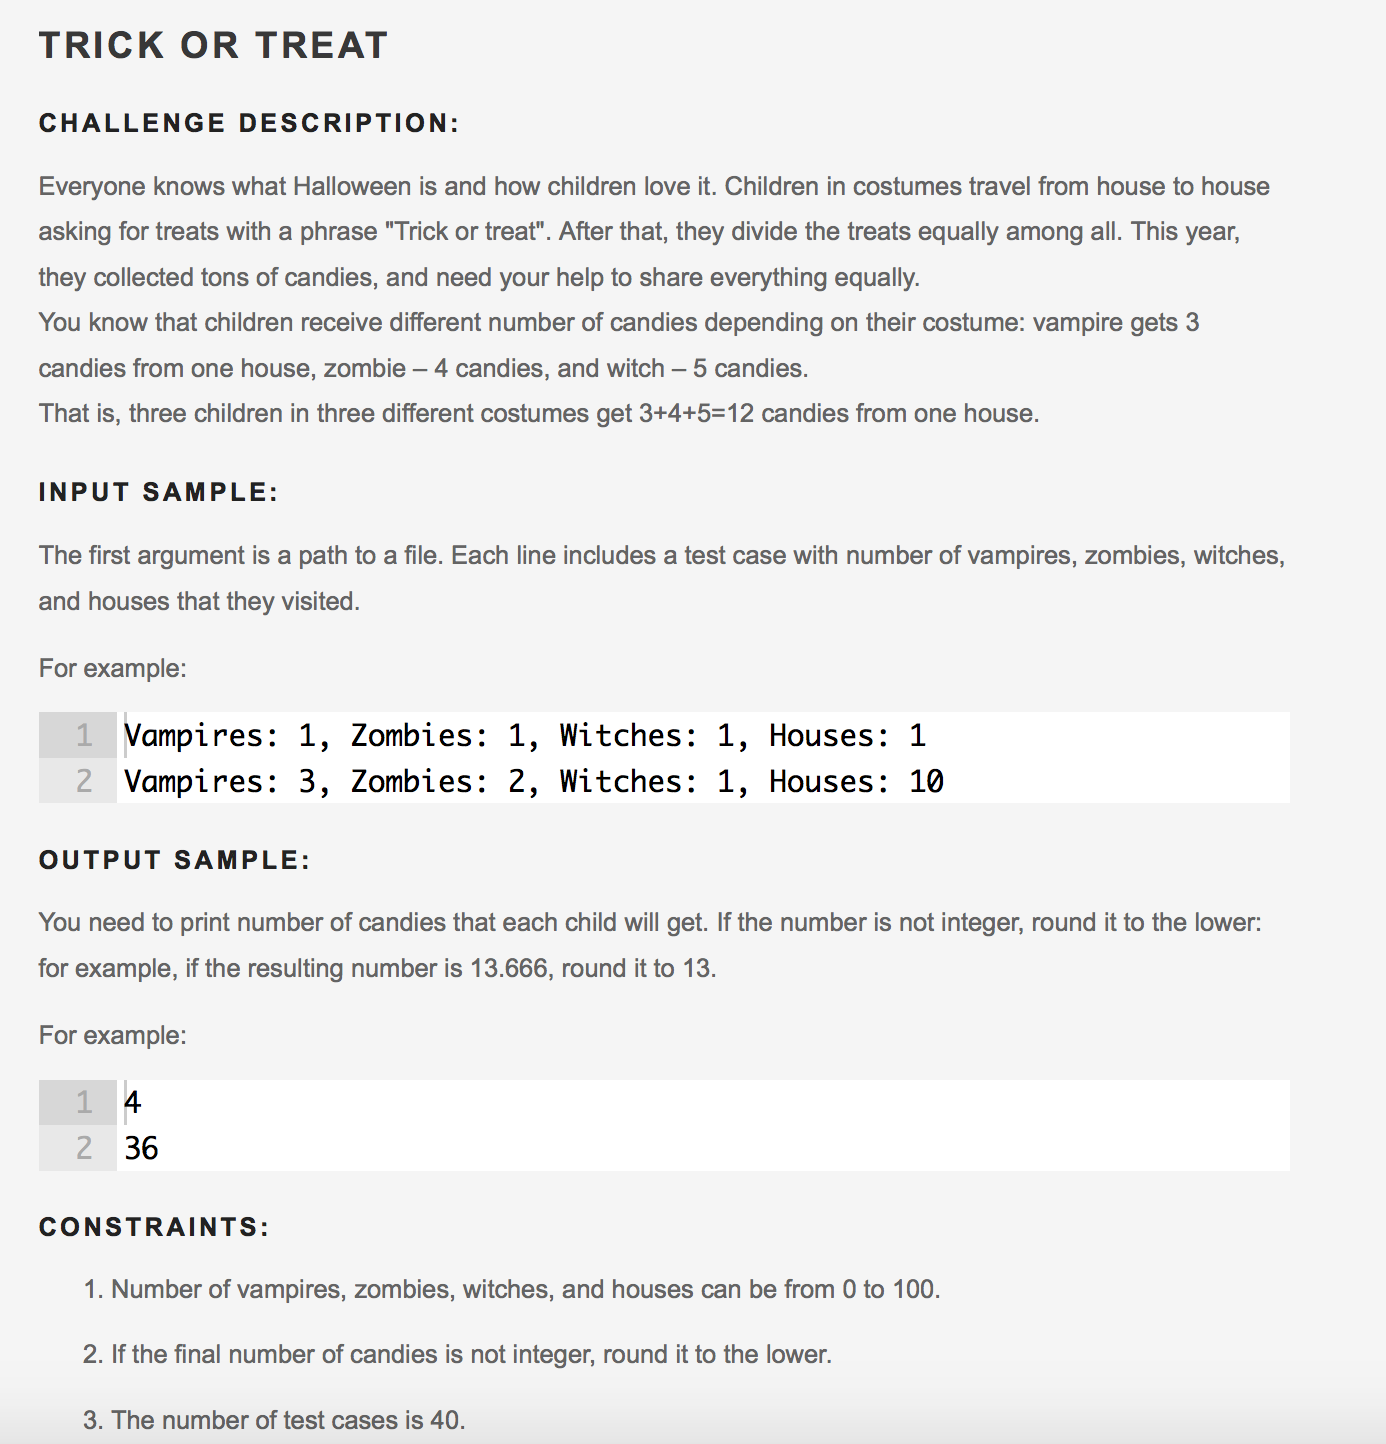 TRICK OR TREAT
CHALLENGE DESCRIPTION:
Everyone knows what Halloween is and how children love it. Children in costumes travel from house to house
asking for treats with a phrase "Trick or treat". After that, they divide the treats equally among all. This year,
they collected tons of candies, and need your help to share everything equally.
You know that children receive different number of candies depending on their costume: vampire gets 3
candies from one house, zombie – 4 candies, and witch – 5 candies.
That is, three children in three different costumes get 3+4+5=12 candies from one house.
INPUT SAMPLE:
The first argument is a path to a file. Each line includes a test case with number of vampires, zombies, witches,
and houses that they visited.
For example:
1 Vampires: 1, Zombies: 1, Witches: 1, Houses: 1
2 Vampires: 3, Zombies: 2, Witches: 1, Houses: 10
OUTPUT SAMPLE:
You need to print number of candies that each child will get. If the number is not integer, round it to the lower:
for example, if the resulting number is 13.666, round it to 13.
For example:
1 4
2 36
CONSTRAINTS:
1. Number of vampires, zombies, witches, and houses can be from 0 to 100.
2. If the final number of candies is not integer, round it to the lower.
3. The number of test cases is 40.